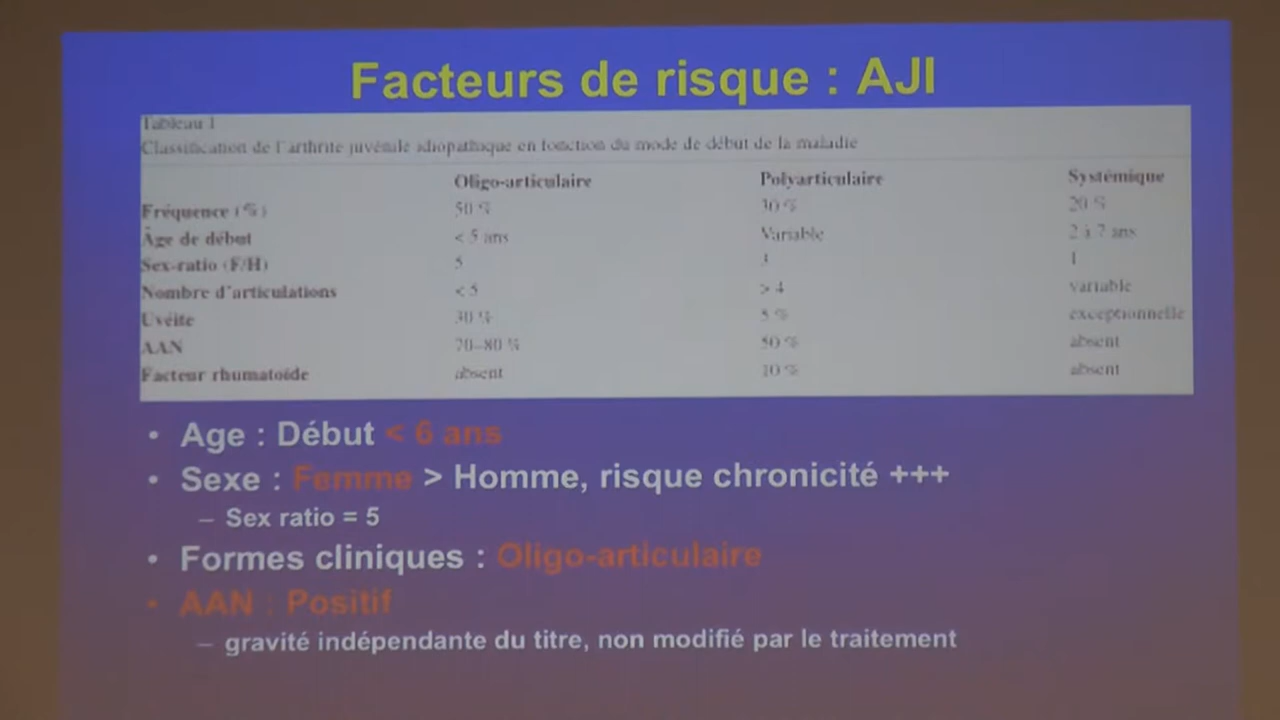 Facteurs de risque : AJI
Tableau 1
Classification de l'arthrite juvénile idiopathique en fonction du mode de début de la maladie
Oligo-articulaire Polyarticulaire Systémique
Fréquence (%) 50 % 30 % 20 %
Âge de début < 5 ans Variable 2 à 7 ans
Sex-ratio (F/H) 5 3 1
Nombre d'articulations < 5 > 4 variable
Uvéite 30 % 5 % exceptionnelle
AAN 70–80 % 50 % absent
Facteur rhumatoïde absent 10 % absent
• Age : Début < 6 ans
• Sexe : Femme > Homme, risque chronicité +++
– Sex ratio = 5
• Formes cliniques : Oligo-articulaire
• AAN : Positif
– gravité indépendante du titre, non modifié par le traitement